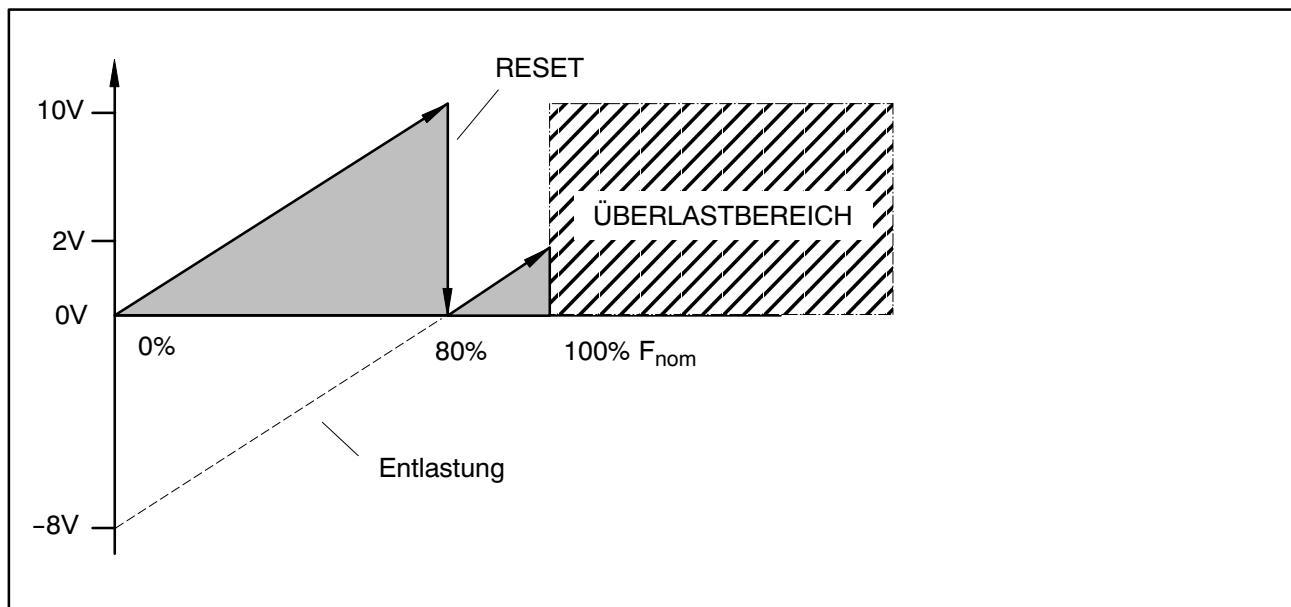 RESET
10V
2V
ÜBERLASTBEREICH
0V
0%
80%
100% Fnom
Entlastung
−8V